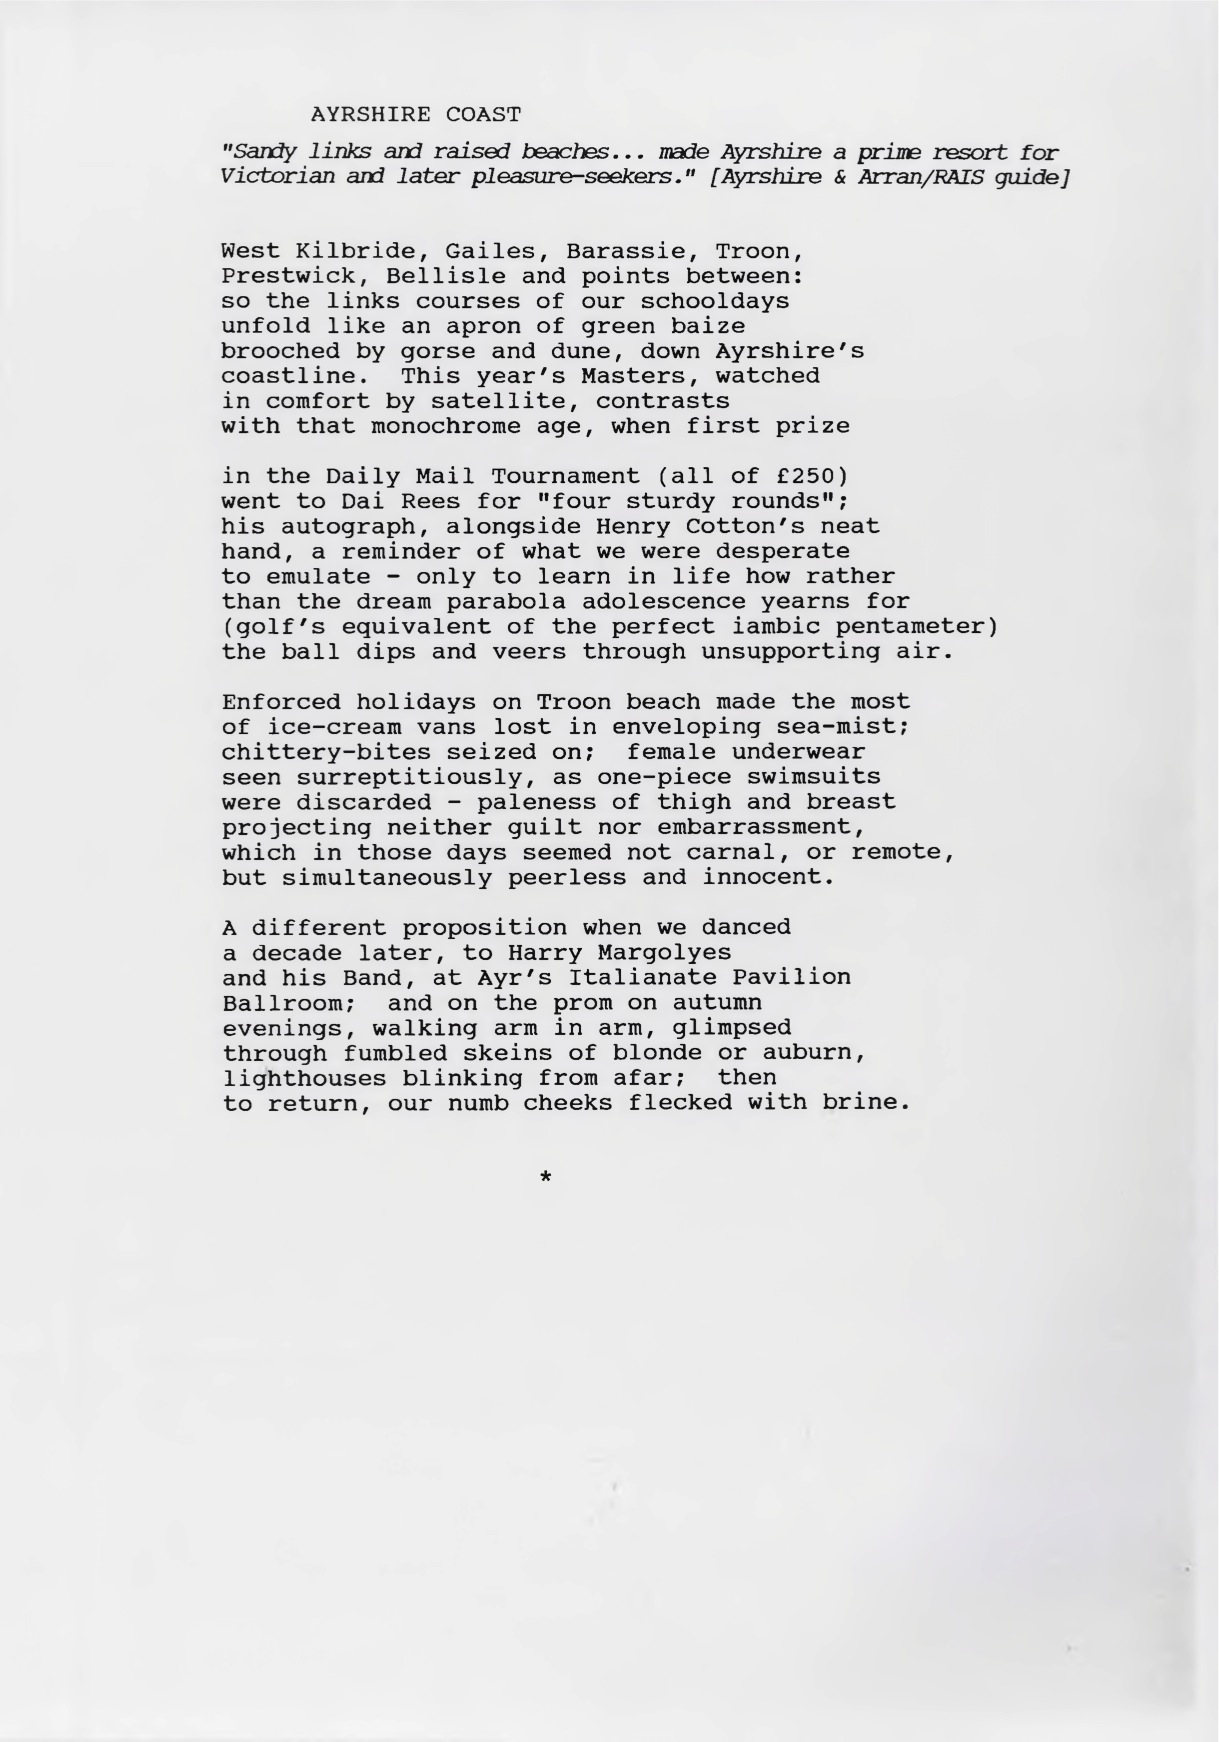 AYRSHIRE COAST
"Sandy links and raised beaches... made Ayrshire a prime resort for
Victorian and later pleasure-seekers." [Ayrshire & Arran/RAIS guide]
West Kilbride, Gailes, Barassie, Troon,
Prestwick, Bellisle and points between:
so the links courses of our schooldays
unfold like an apron of green baize
brooched by gorse and dune, down Ayrshire's
coastline.  This year's Masters, watched
in comfort by satellite, contrasts
with that monochrome age, when first prize
in the Daily Mail Tournament (all of £250)
went to Dai Rees for "four sturdy rounds";
his autograph, alongside Henry Cotton's neat
hand, a reminder of what we were desperate
to emulate - only to learn in life how rather
than the dream parabola adolescence yearns for
(golf's equivalent of the perfect iambic pentameter)
the ball dips and veers through unsupporting air.
Enforced holidays on Troon beach made the most
of ice-cream vans lost in enveloping sea-mist;
chittery-bites seized on;  female underwear
seen surreptitiously, as one-piece swimsuits
were discarded - paleness of thigh and breast
projecting neither guilt nor embarrassment,
which in those days seemed not carnal, or remote,
but simultaneously peerless and innocent.
A different proposition when we danced
a decade later, to Harry Margolyes
and his Band, at Ayr's Italianate Pavilion
Ballroom;  and on the prom on autumn
evenings, walking arm in arm, glimpsed
through fumbled skeins of blonde or auburn,
lighthouses blinking from afar;  then
to return, our numb cheeks flecked with brine.
*